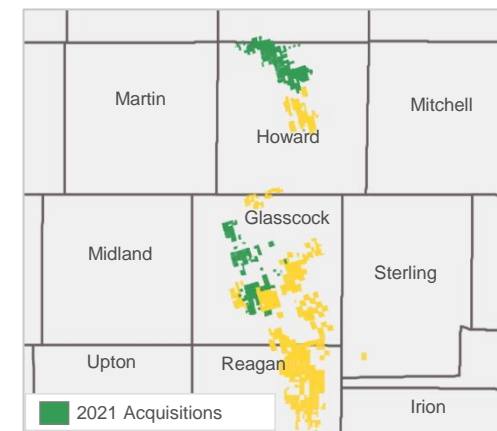 Martin
Mitchell
Howard
Glasscock
Midland
Sterling
Upton
Reagan
Irion
2021 Acquisitions